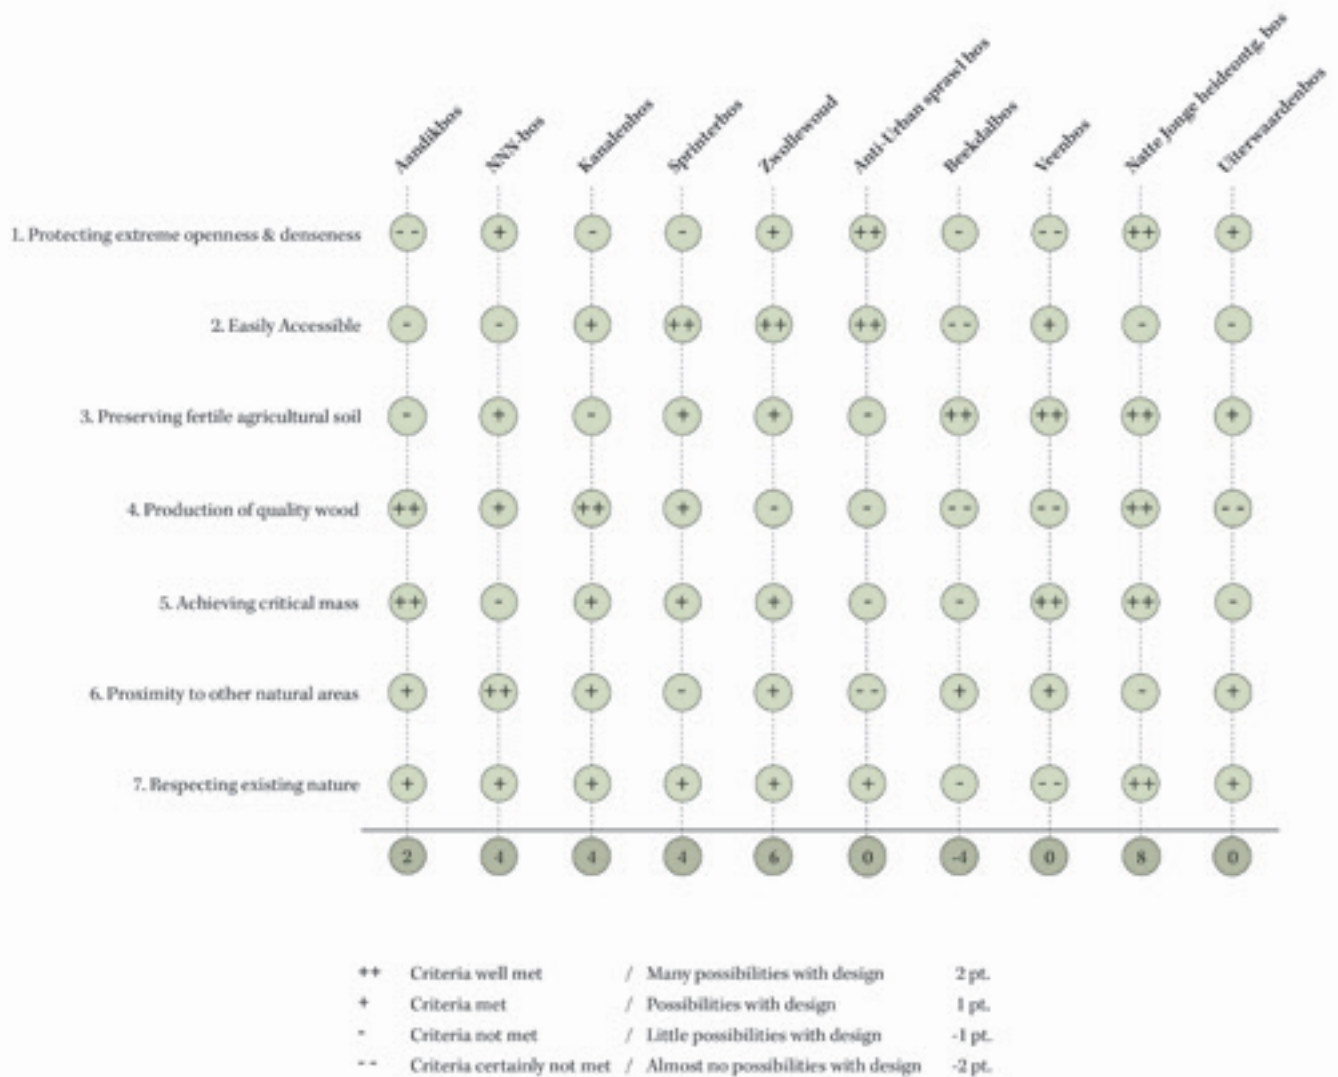 Aandikbos NNN-bos Kanalenbos Sprinterbos Zwollewoud Anti-Urban sprawl bos Beekdalbos Veenbos Natte Jonge heideontg. bos Uiterwaardenbos
1. Protecting extreme openness & denseness -- + - - + ++ - -- ++ +
2. Easily Accessible - - + ++ ++ ++ -- + - -
3. Preserving fertile agricultural soil - + - + + - ++ ++ ++ +
4. Production of quality wood ++ + ++ + - - -- -- ++ --
5. Achieving critical mass ++ - + + + - - ++ ++ -
6. Proximity to other natural areas + ++ + - + -- + + - +
7. Respecting existing nature + + + + + + - -- ++ +
2 4 4 4 6 0 -4 0 8 0
++ Criteria well met / Many possibilities with design 2 pt.
+ Criteria met / Possibilities with design 1 pt.
- Criteria not met / Little possibilities with design -1 pt.
-- Criteria certainly not met / Almost no possibilities with design -2 pt.